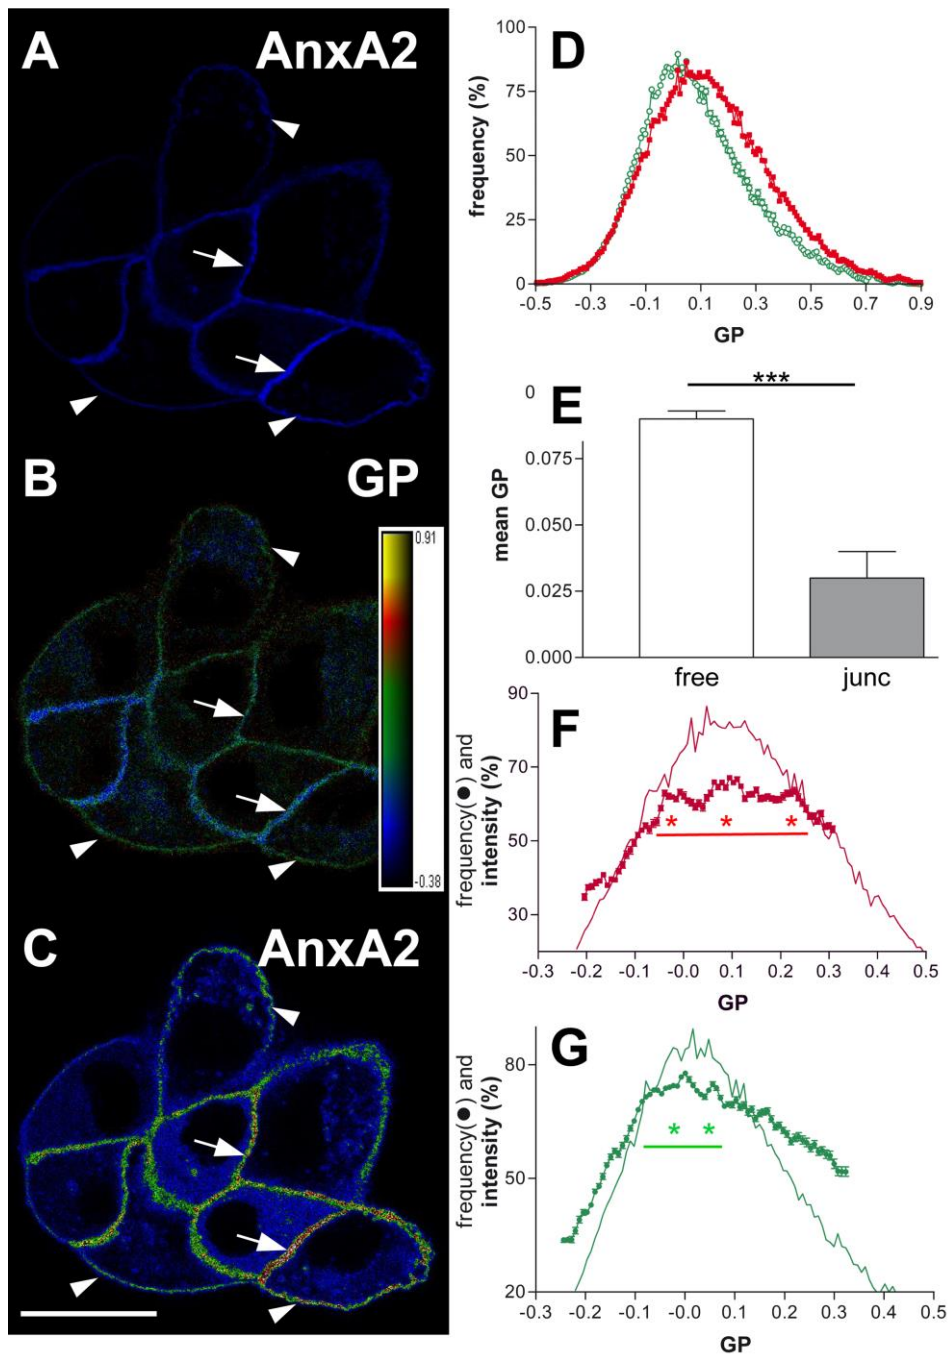 A AnxA2
B GP
0.91
-0.38
C AnxA2
D
100
75
50
25
0
frequency (%)
-0.5 -0.3 -0.1 0.1 0.3 0.5 0.7 0.9
GP
E
***
0
0.075
0.050
0.025
0.000
mean GP
free junc
F
90
70
50
30
frequency(●) and
intensity (%)
* * *
-0.3 -0.2 -0.1 -0.0 0.1 0.2 0.3 0.4 0.5
GP
G
80
50
20
frequency(●) and
intensity (%)
* *
-0.3 -0.2 -0.1 -0.0 0.1 0.2 0.3 0.4 0.5
GP